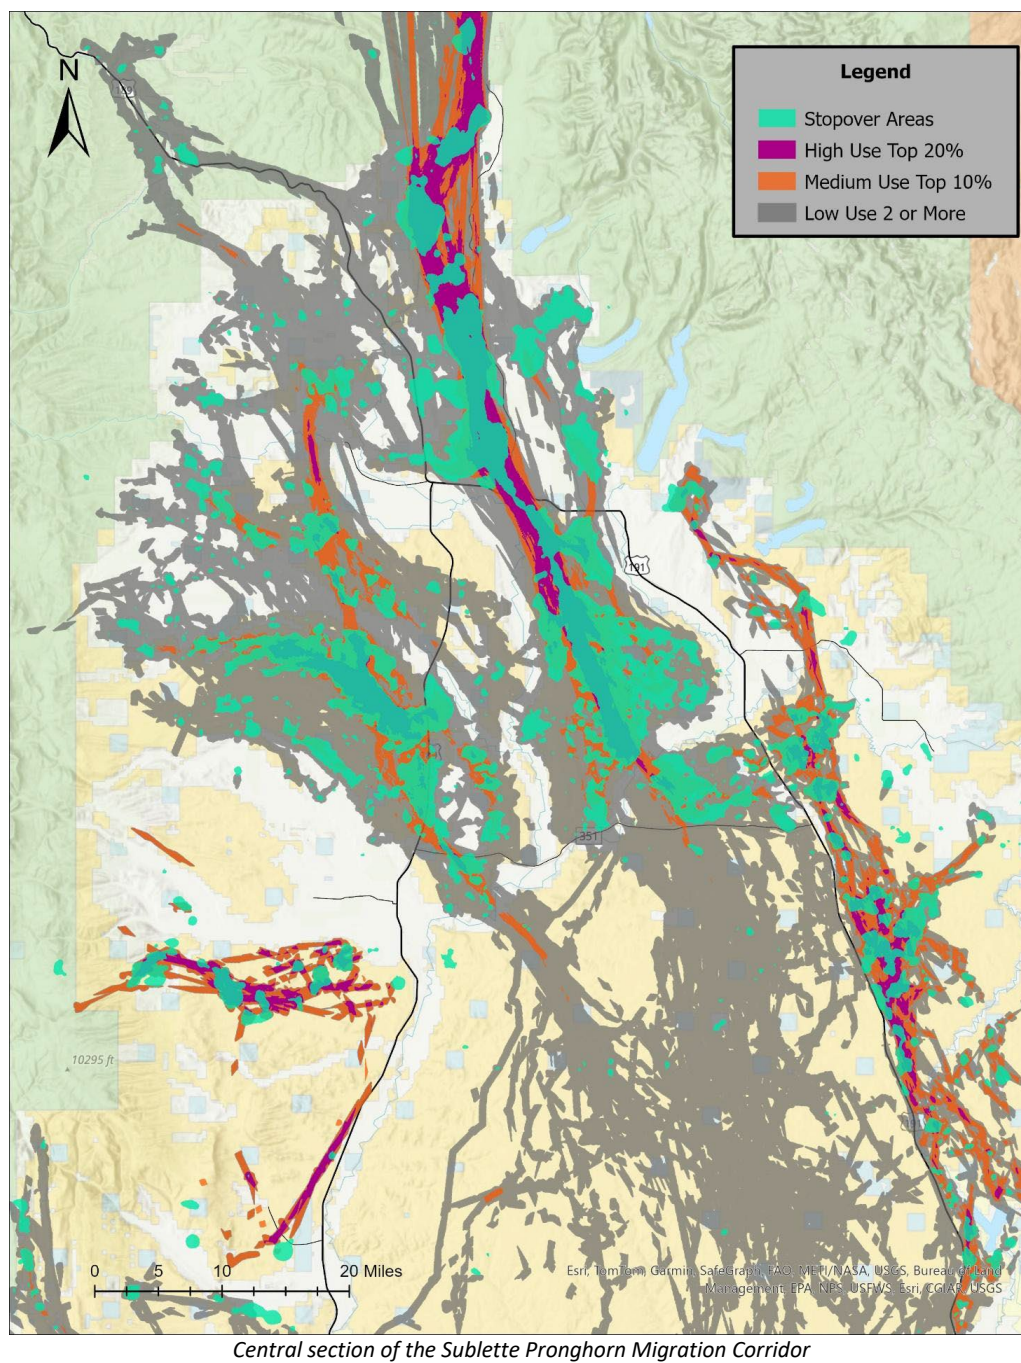 N
189
Legend
Stopover Areas
High Use Top 20%
Medium Use Top 10%
Low Use 2 or More
191
351
10295 ft
0 5 10 20 Miles
Esri, TomTom, Garmin, SafeGraph, FAO, METI/NASA, USGS, Bureau of Land
Management, EPA, NPS, USFWS, Esri, CGIAR, USGS
Central section of the Sublette Pronghorn Migration Corridor